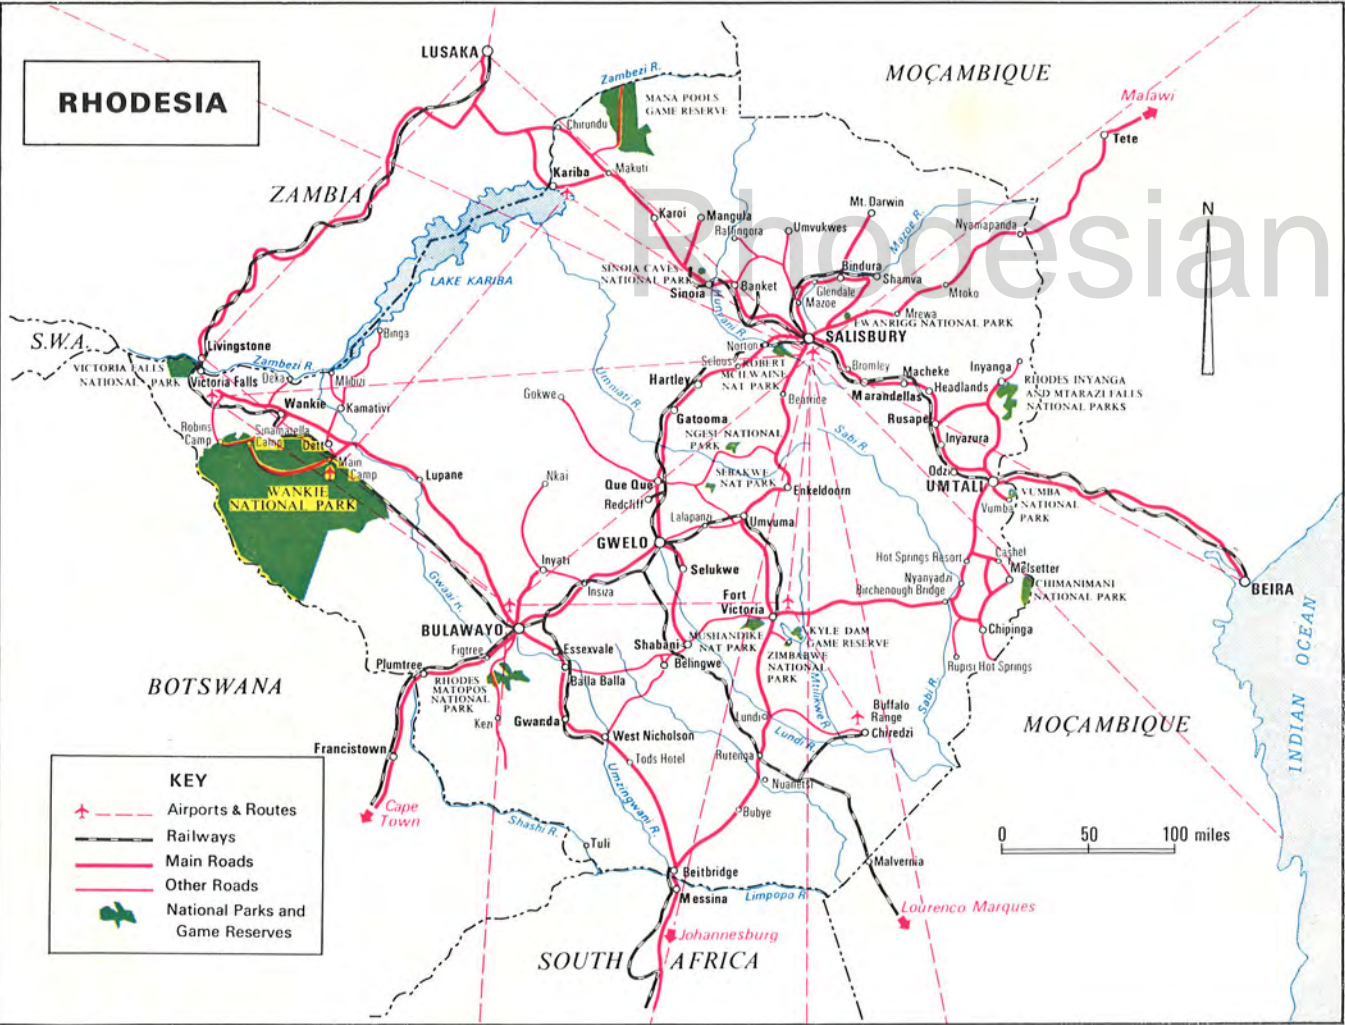 RHODESIA
LUSAKA
Zambezi R.
MOÇAMBIQUE
MANA POOLS
GAME RESERVE
Malawi
Chirundu
Tete
Kariba
Makuti
ZAMBIA
Rhodesian
Karoi
Mangula
Raffingora
Umvukwes
Mt. Darwin
Mazoe R.
Nyamapanda
N
LAKE KARIBA
SINOIA CAVES
NATIONAL PARK
Sinoia
Banket
Bindura
Shamva
Glendale
Mazoe
Mtoko
Hunyani R.
Mrewa
EWANRIGG NATIONAL PARK
S.W.A.
Binga
Livingstone
Zambezi R.
VICTORIA FALLS
NATIONAL PARK
Victoria Falls
Deka
Mlibizi
Norton
SALISBURY
Selous
ROBERT
MCILWAINE
NAT PARK
Bromley
Macheke
Headlands
Marandellas
Inyanga
RHODES INYANGA
AND MTARAZI FALLS
NATIONAL PARKS
Hartley
Beatrice
Umniati R.
Gokwe
Wankie
Kamativi
Gatooma
Rusape
Inyazura
Robins
Camp
Sinamatella
Camp
Dett
Main
Camp
NGESI NATIONAL
PARK
Sabi R.
WANKIE
NATIONAL PARK
Lupane
Nkai
Que Que
SEBAKWE
NAT PARK
Enkeldoorn
Redcliff
Odzi
UMTALI
VUMBA
NATIONAL
PARK
Vumba
Lalapanzi
Umvuma
GWELO
Inyati
Selukwe
Hot Springs Resort
Cashel
Melsetter
Nyanyadzi
Birchenough Bridge
CHIMANIMANI
NATIONAL PARK
BEIRA
Gwaai R.
Insiza
Fort
Victoria
BULAWAYO
Essexvale
Shabani
MUSHANDIKE
NAT PARK
KYLE DAM
GAME RESERVE
ZIMBABWE
NATIONAL
PARK
Chipinga
Figtree
Plumtree
Belingwe
Rupisi Hot Springs
BOTSWANA
RHODES
MATOPOS
NATIONAL
PARK
Balla Balla
Mtilikwe R.
Sabi R.
Kezi
Gwanda
Lundi
Lundi R.
Buffalo
Range
Chiredzi
MOÇAMBIQUE
INDIAN OCEAN
Francistown
West Nicholson
Tods Hotel
Rutenga
Nuanetsi
Umzingwani R.
KEY
Airports & Routes
Railways
Main Roads
Other Roads
National Parks and
Game Reserves
Cape
Town
Bubye
Shashi R.
Tuli
0 50 100 miles
Malvernia
Beitbridge
Messina
Limpopo R.
Lourenco Marques
Johannesburg
SOUTH AFRICA